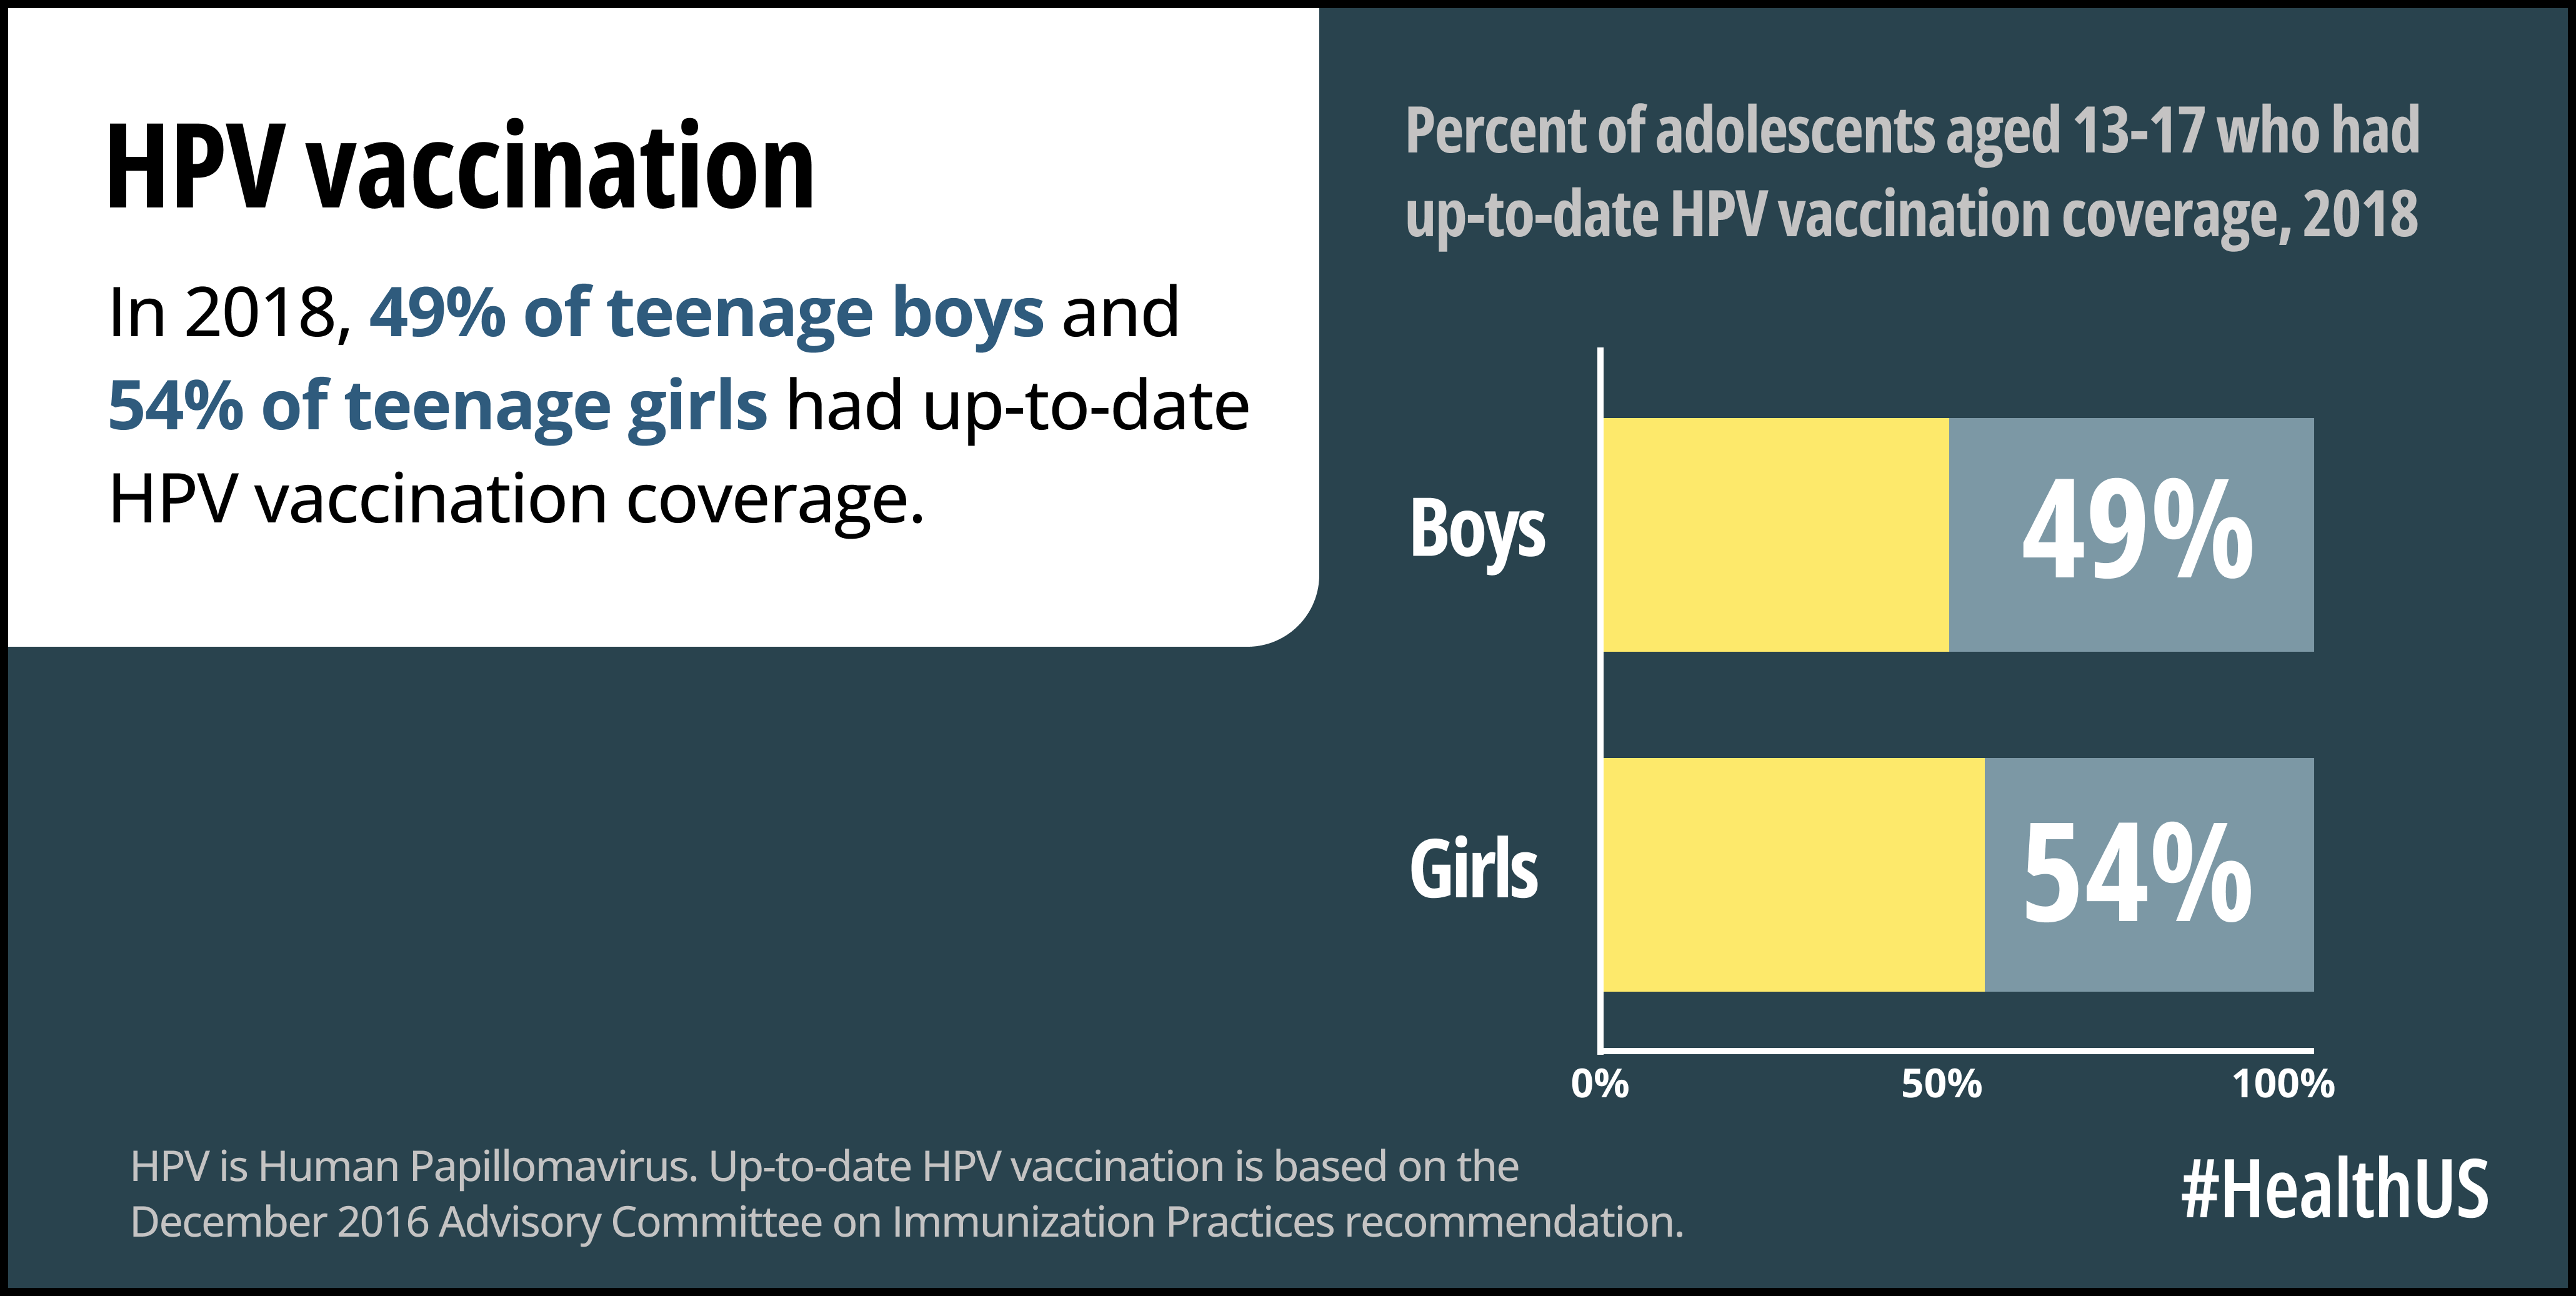 HPV vaccination
In 2018, 49% of teenage boys and
54% of teenage girls had up-to-date
HPV vaccination coverage.
Percent of adolescents aged 13-17 who had
up-to-date HPV vaccination coverage, 2018
Boys
49%
Girls
54%
0%
50%
100%
HPV is Human Papillomavirus. Up-to-date HPV vaccination is based on the
December 2016 Advisory Committee on Immunization Practices recommendation.
#HealthUS